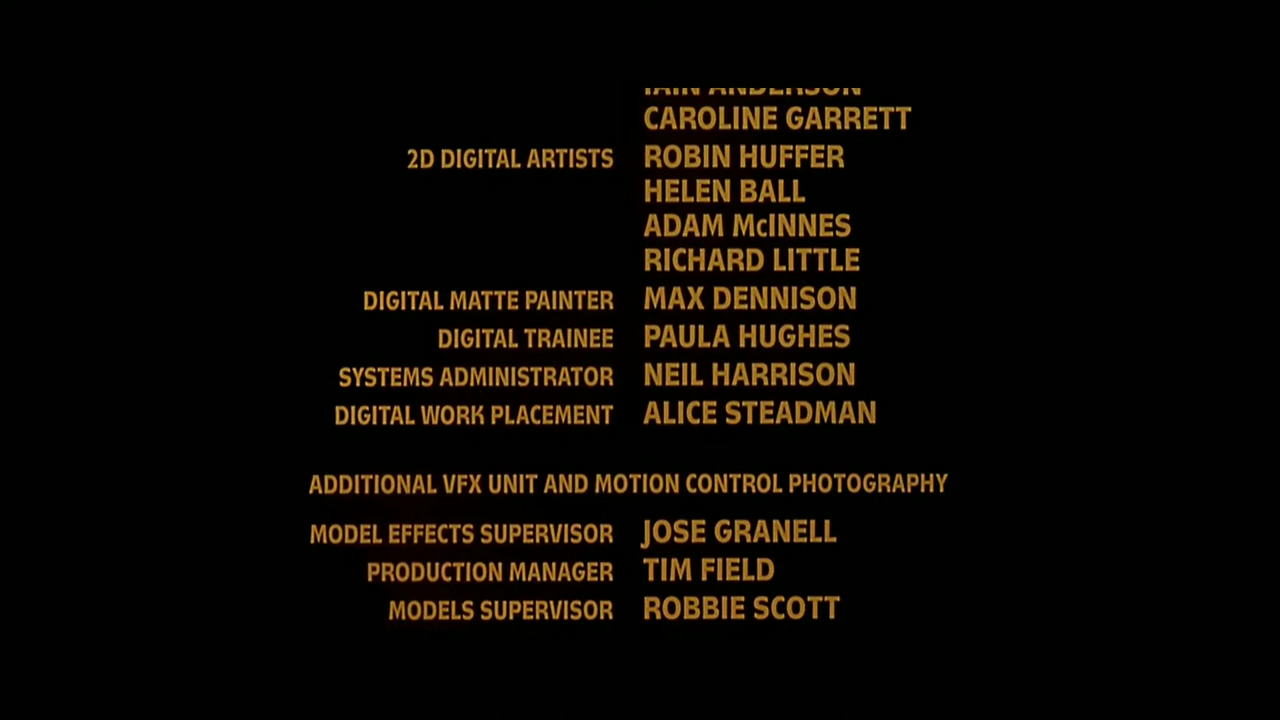 IAIN ANDERSON
CAROLINE GARRETT
2D DIGITAL ARTISTS ROBIN HUFFER
HELEN BALL
ADAM McINNES
RICHARD LITTLE
DIGITAL MATTE PAINTER MAX DENNISON
DIGITAL TRAINEE PAULA HUGHES
SYSTEMS ADMINISTRATOR NEIL HARRISON
DIGITAL WORK PLACEMENT ALICE STEADMAN
ADDITIONAL VFX UNIT AND MOTION CONTROL PHOTOGRAPHY
MODEL EFFECTS SUPERVISOR JOSE GRANELL
PRODUCTION MANAGER TIM FIELD
MODELS SUPERVISOR ROBBIE SCOTT